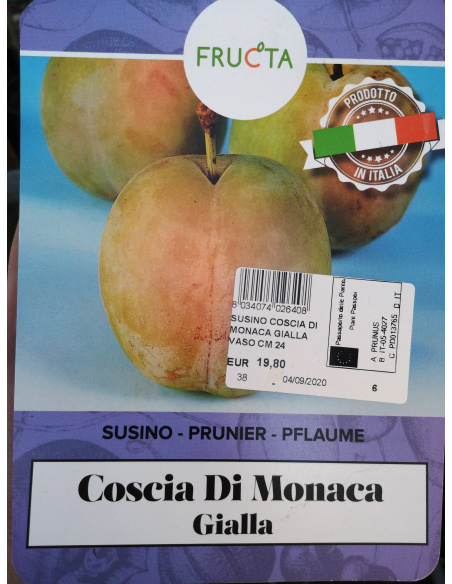 FRUCTA
PRODOTTO
IN ITALIA
8 034074 026408
SUSINO COSCIA DI
MONACA GIALLA
VASO CM 24
EUR 19,80
38 04/09/2020 6
Passaporto delle Piante
Plant Passport
A PRUNUS
B IT-05-4027
C PD013765 D IT
SUSINO - PRUNIER - PFLAUME
Coscia Di Monaca
Gialla